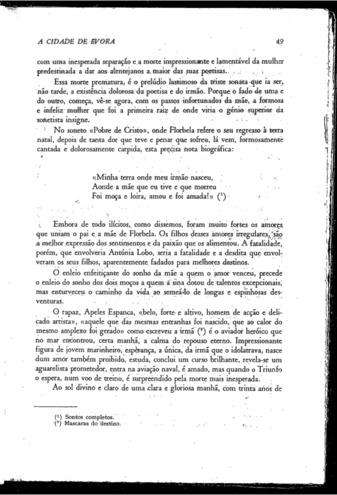 A CIDADE DE ÉVORA 49
com uma inesperada separação e a morte impressionante e lamentável da mulher
predestinada a dar aos alentejanos a maior das suas poetisas.
Essa morte prematura, é o prelúdio lastimoso da triste sonata que ia ser,
não tarde, a existência dolorosa da poetisa e do irmão. Porque o fado de uma e
do outro, começa, vê-se agora, com os passos infortunados da mãe, a formosa
e infeliz mulher que foi a primeira raiz de onde viria o génio superior da
sonetista insigne.
No soneto «Pobre de Cristo», onde Florbela refere o seu regresso à terra
natal, depois de tanta dor que teve e penar que sofreu, lá vem, formosamente
cantada e dolorosamente carpida, esta precisa nota biográfica:
«Minha terra onde meu irmão nasceu,
Aonde a mãe que eu tive e que morreu
Foi moça e loira, amou e foi amada!» (¹)
Embora de todo ilícitos, como dissemos, foram muito fortes os amores
que uniam o pai e a mãe de Florbela. Os filhos desses amores irregulares, são
a melhor expressão dos sentimentos e da paixão que os alimentou. A fatalidade,
porém, que envolveria Antónia Lobo, seria a fatalidade e a desdita que envol-
veram os seus filhos, aparentemente fadados para melhores destinos.
O enleio enfeitiçante do sonho da mãe a quem o amor venceu, precede
o enleio do sonho dos dois moços a quem a sina dotou de talentos excepcionais,
mas enturveceu o caminho da vida ao semeá-lo de longas e espinhosas des-
venturas.
O rapaz, Apeles Espanca, «belo, forte e altivo, homem de acção e deli-
cado artista», «aquele que das mesmas entranhas foi nascido, que ao calor do
mesmo amplexo foi gerado» como escreveu a irmã (²) é o aviador heróico que
no mar encontrou, certa manhã, a calma do repouso eterno. Impressionante
figura de jovem marinheiro, esperança, a única, da irmã que o idolatrava, nasce
dum amor também proibido, estuda, conclui um curso brilhante, revela-se um
aguarelista prometedor, entra na aviação naval, é amado, mas quando o Triunfo
o espera, num voo de treino, é surpreendido pela morte mais inesperada.
Ao sol divino e claro de uma clara e gloriosa manhã, com trinta anos de
(¹) Sontos completos.
(²) Mascaras do destino.